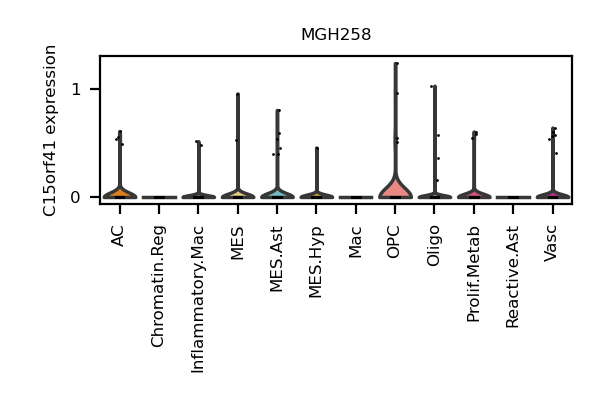 MGH258
C15orf41 expression
1
0
AC
Chromatin.Reg
Inflammatory.Mac
MES
MES.Ast
MES.Hyp
Mac
OPC
Oligo
Prolif.Metab
Reactive.Ast
Vasc